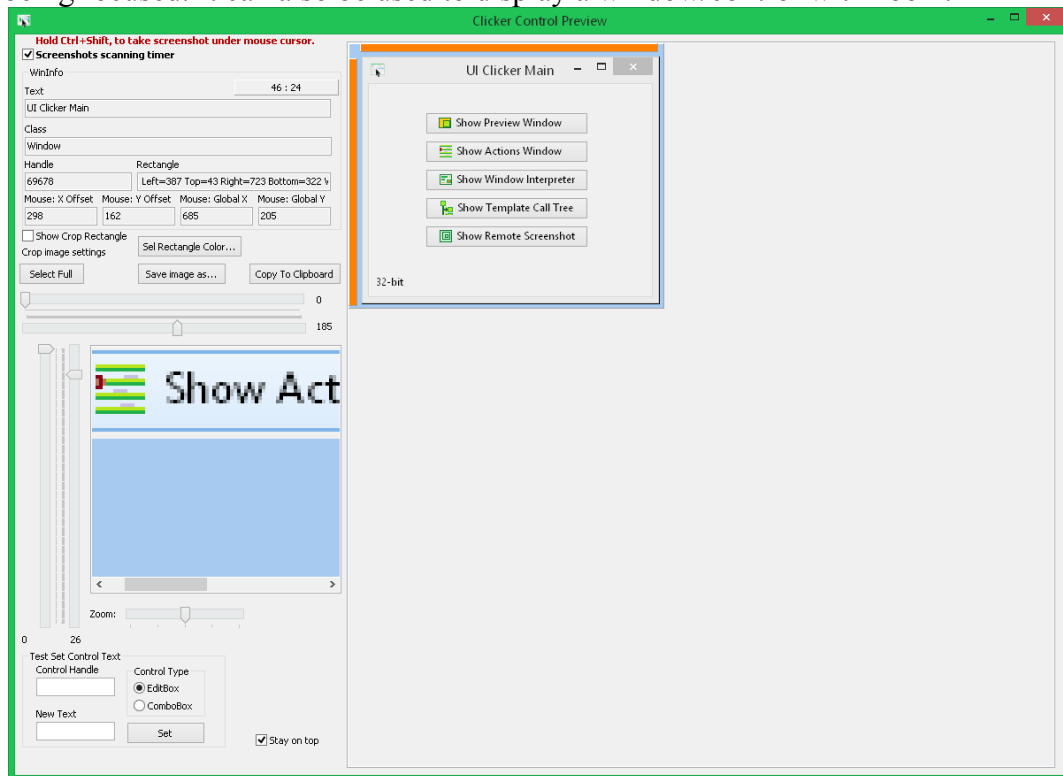 Clicker Control Preview
Hold Ctrl+Shift, to take screenshot under mouse cursor.
Screenshots scanning timer
WinInfo
Text
46 : 24
UI Clicker Main
Class
Window
Handle Rectangle
69678 Left=387 Top=43 Right=723 Bottom=322
Mouse: X Offset Mouse: Y Offset Mouse: Global X Mouse: Global Y
298 162 685 205
Show Crop Rectangle
Crop image settings
Sel Rectangle Color...
Select Full Save image as... Copy To Clipboard
0
185
Show Act
Zoom:
0 26
Test Set Control Text
Control Handle
Control Type
EditBox
ComboBox
New Text
Set
Stay on top
UI Clicker Main
Show Preview Window
Show Actions Window
Show Window Interpreter
Show Template Call Tree
Show Remote Screenshot
32-bit